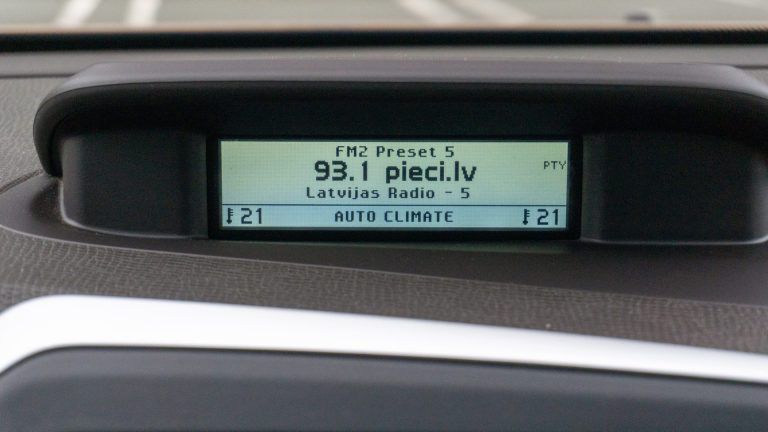 FM2 Preset 5
93.1 pieci.lv
PTY
Latvijas Radio - 5
21 AUTO CLIMATE 21